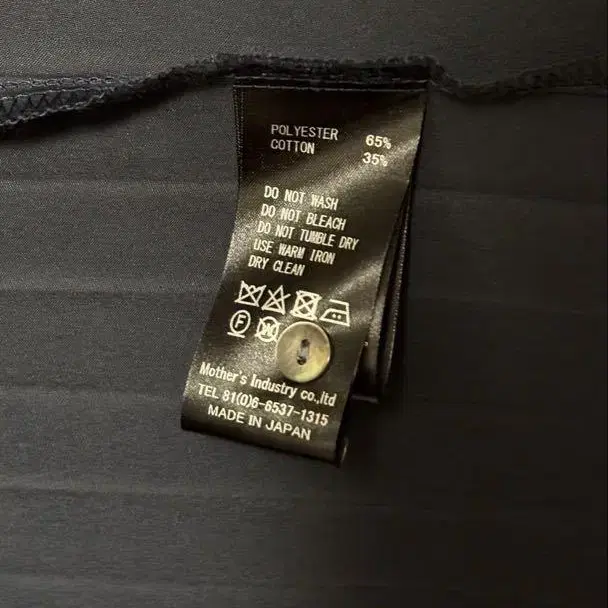 POLYESTER 65%
COTTON 35%
DO NOT WASH
DO NOT BLEACH
DO NOT TUMBLE DRY
USE WARM IRON
DRY CLEAN
F W
Mother's Industry co.,ltd
TEL 81(0)6-6537-1315
MADE IN JAPAN